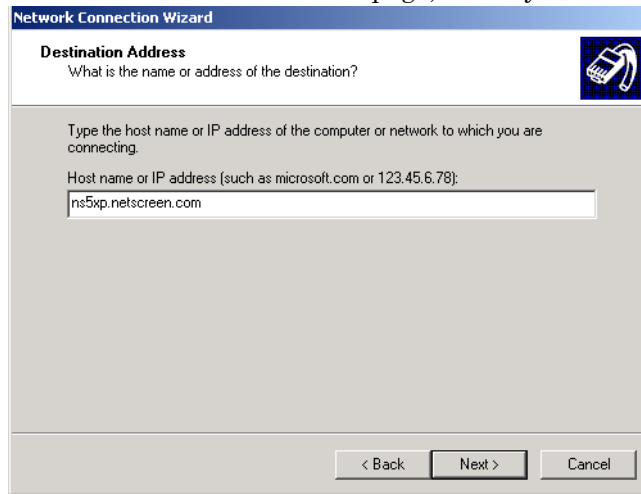 page,
Network Connection Wizard
Destination Address
What is the name or address of the destination?
Type the host name or IP address of the computer or network to which you are
connecting.
Host name or IP address (such as microsoft.com or 123.45.6.78):
ns5xp.netscreen.com
< Back Next > Cancel